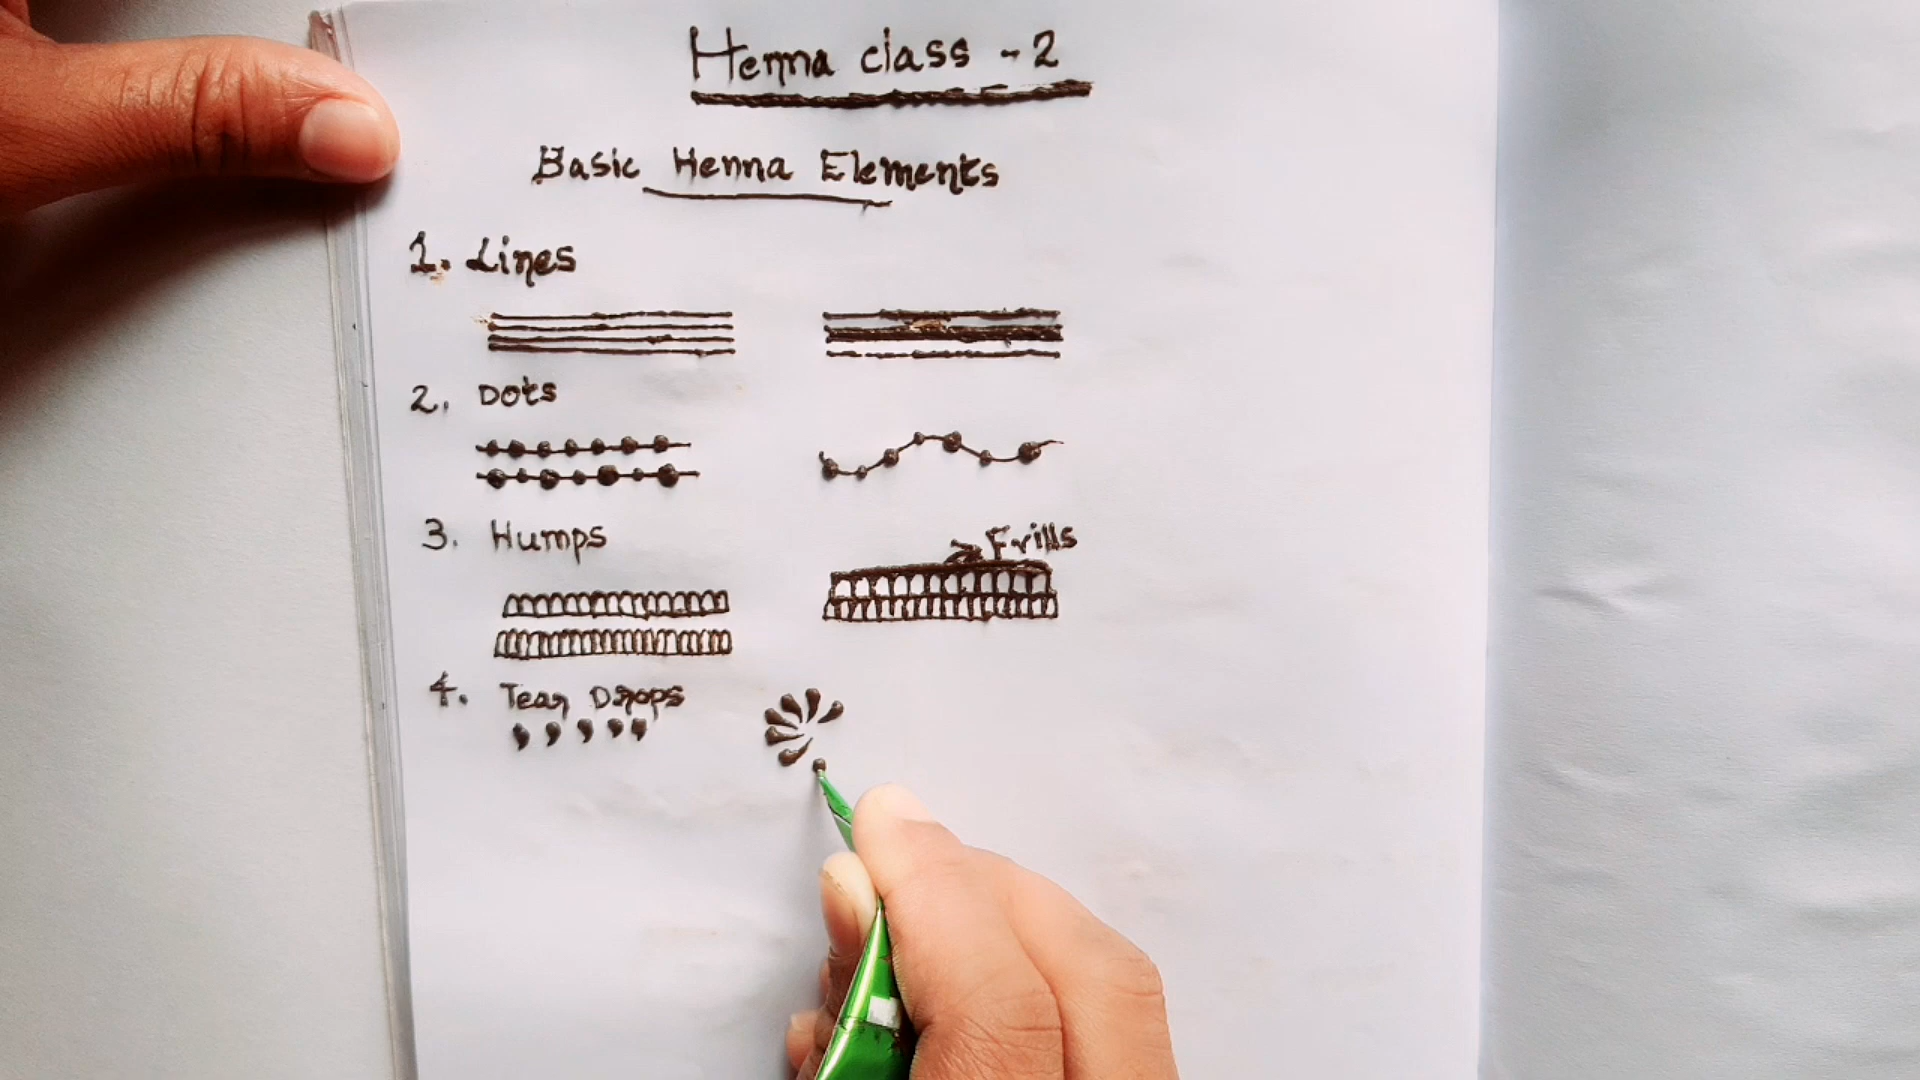 Henna class - 2
Basic Henna Elements
1. Lines
2. Dots
3. Humps
Frills
4. Tear Drops